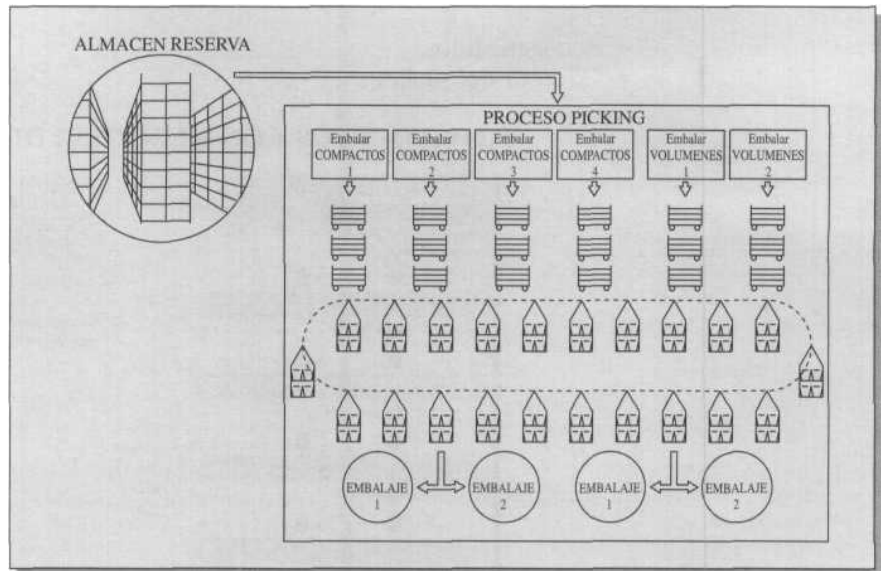 ALMACEN RESERVA
PROCESO PICKING
Embalar
COMPACTOS
1
Embalar
COMPACTOS
2
Embalar
COMPACTOS
3
Embalar
COMPACTOS
4
Embalar
VOLUMENES
1
Embalar
VOLUMENES
2
EMBALAJE
1
EMBALAJE
2
EMBALAJE
1
EMBALAJE
2